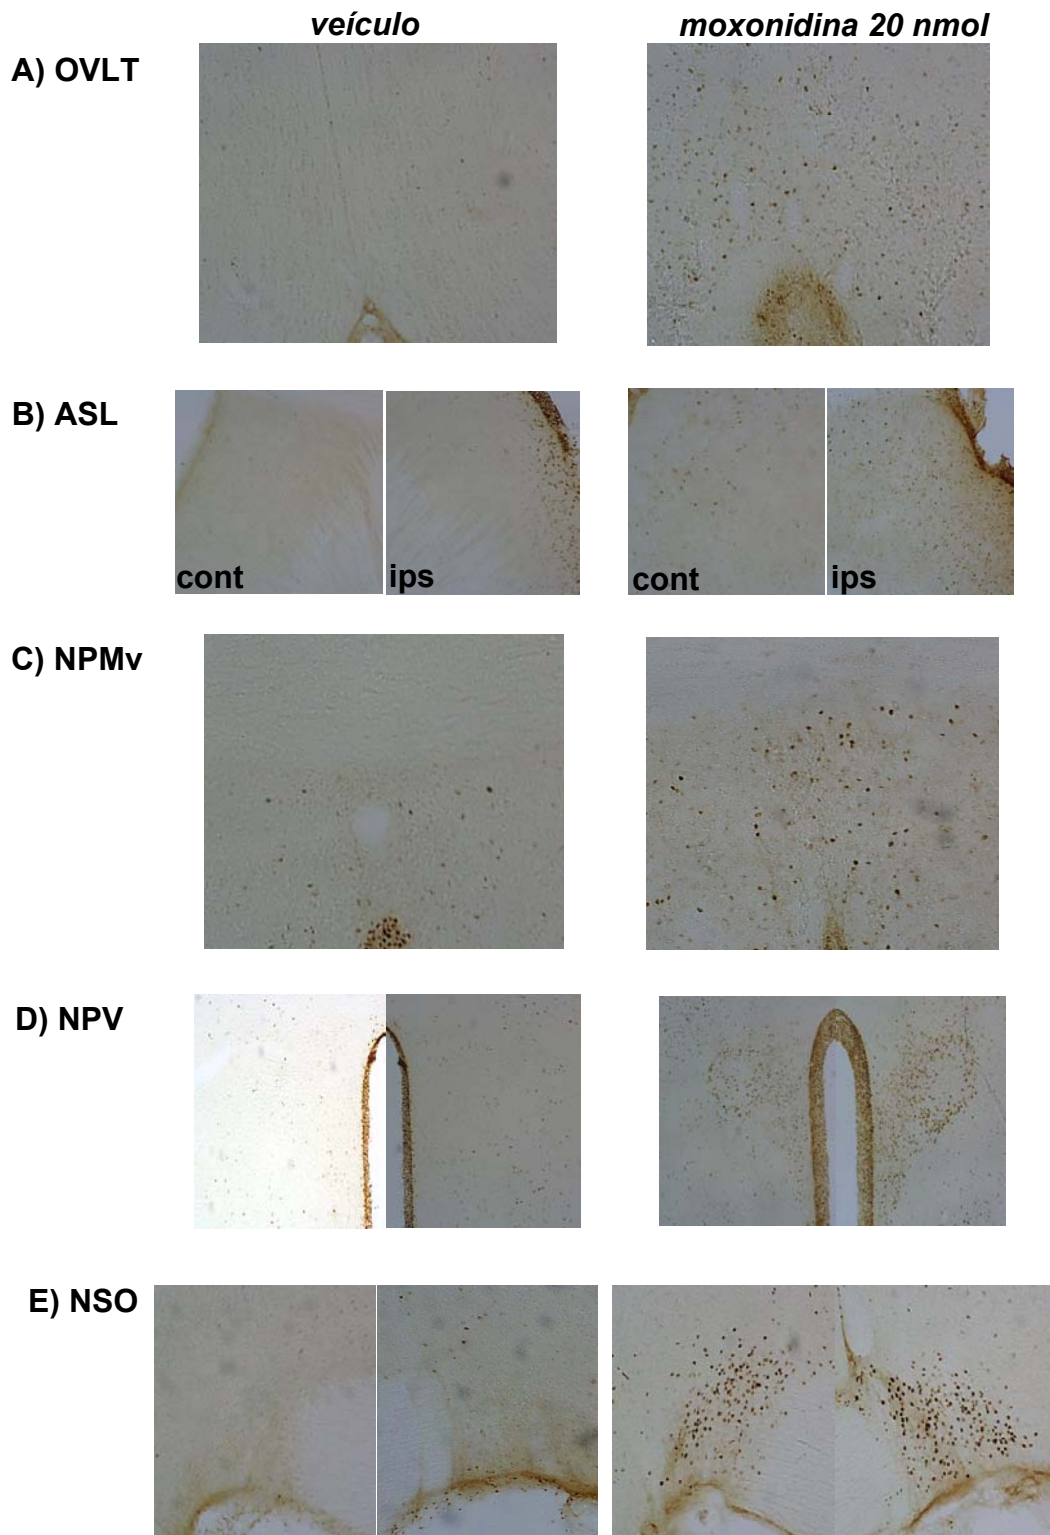 veículo moxonidina 20 nmol
A) OVLT
B) ASL
cont ips cont ips
C) NPMv
D) NPV
E) NSO